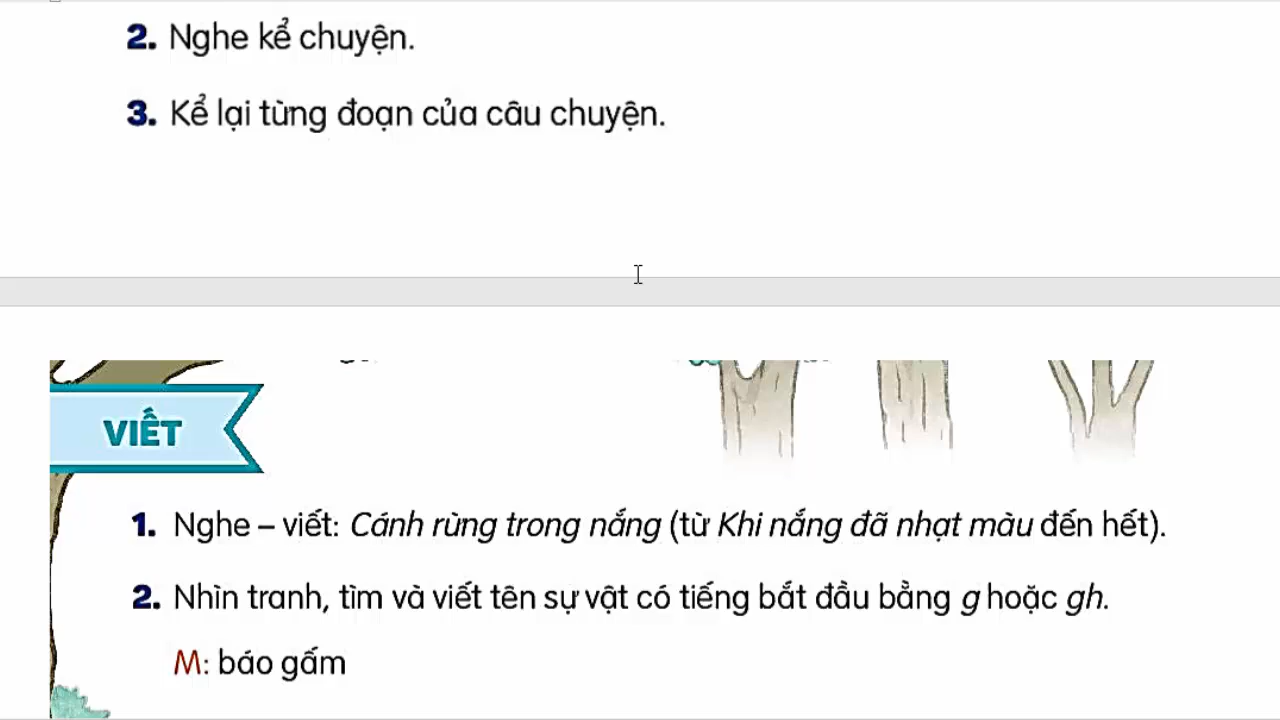 2. Nghe kể chuyện.
3. Kể lại từng đoạn của câu chuyện.
VIẾT
1. Nghe – viết: Cánh rừng trong nắng (từ Khi nắng đã nhạt màu đến hết).
2. Nhìn tranh, tìm và viết tên sự vật có tiếng bắt đầu bằng g hoặc gh.
M: báo gấm